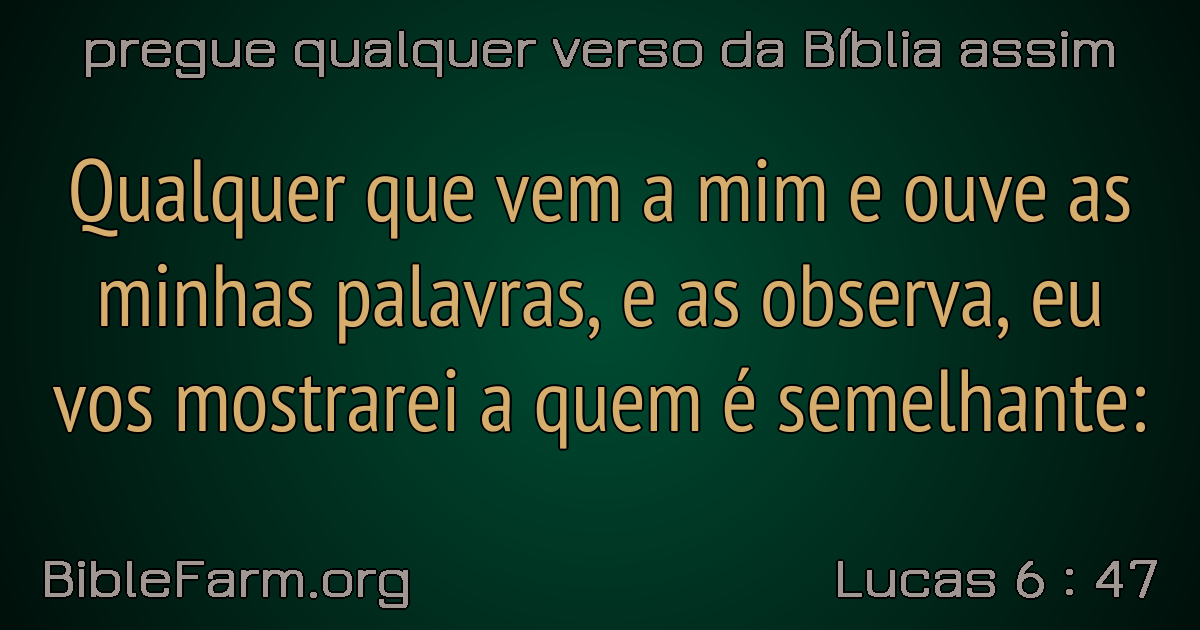 pregue qualquer verso da Bíblia assim
Qualquer que vem a mim e ouve as
minhas palavras, e as observa, eu
vos mostrarei a quem é semelhante:
BibleFarm.org
Lucas 6 : 47